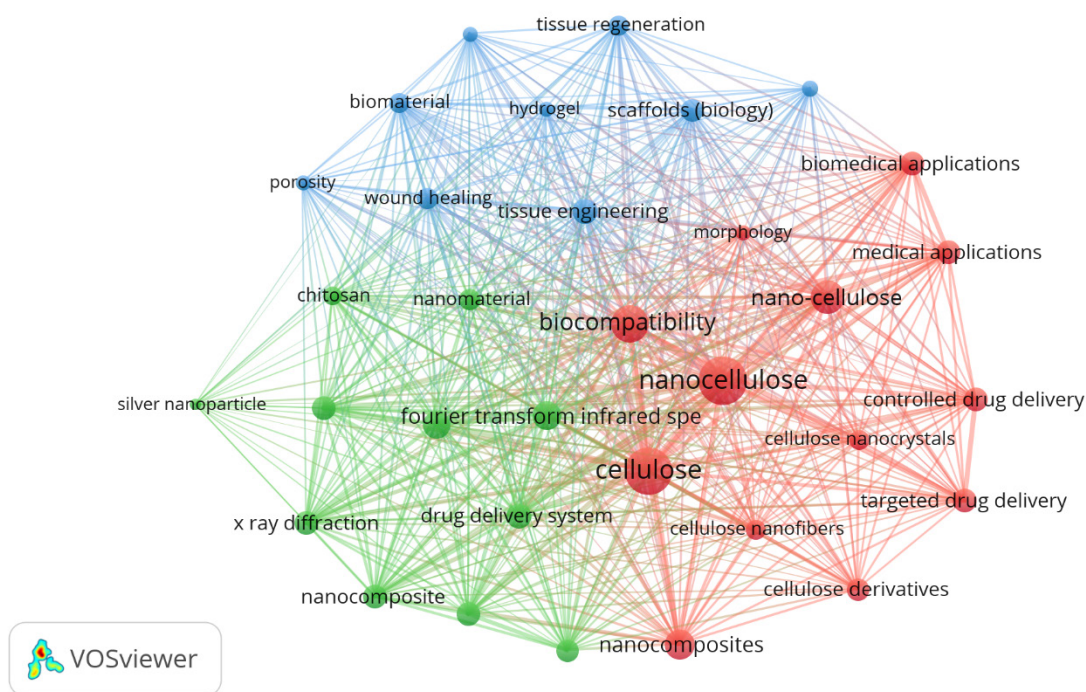 tissue regeneration
biomaterial
hydrogel
scaffolds (biology)
biomedical applications
porosity
wound healing
tissue engineering
morphology
medical applications
chitosan
nanomaterial
nano-cellulose
biocompatibility
nanocellulose
silver nanoparticle
controlled drug delivery
fourier transform infrared spe
cellulose nanocrystals
cellulose
targeted drug delivery
x ray diffraction
drug delivery system
cellulose nanofibers
nanocomposite
cellulose derivatives
nanocomposites
VOSviewer